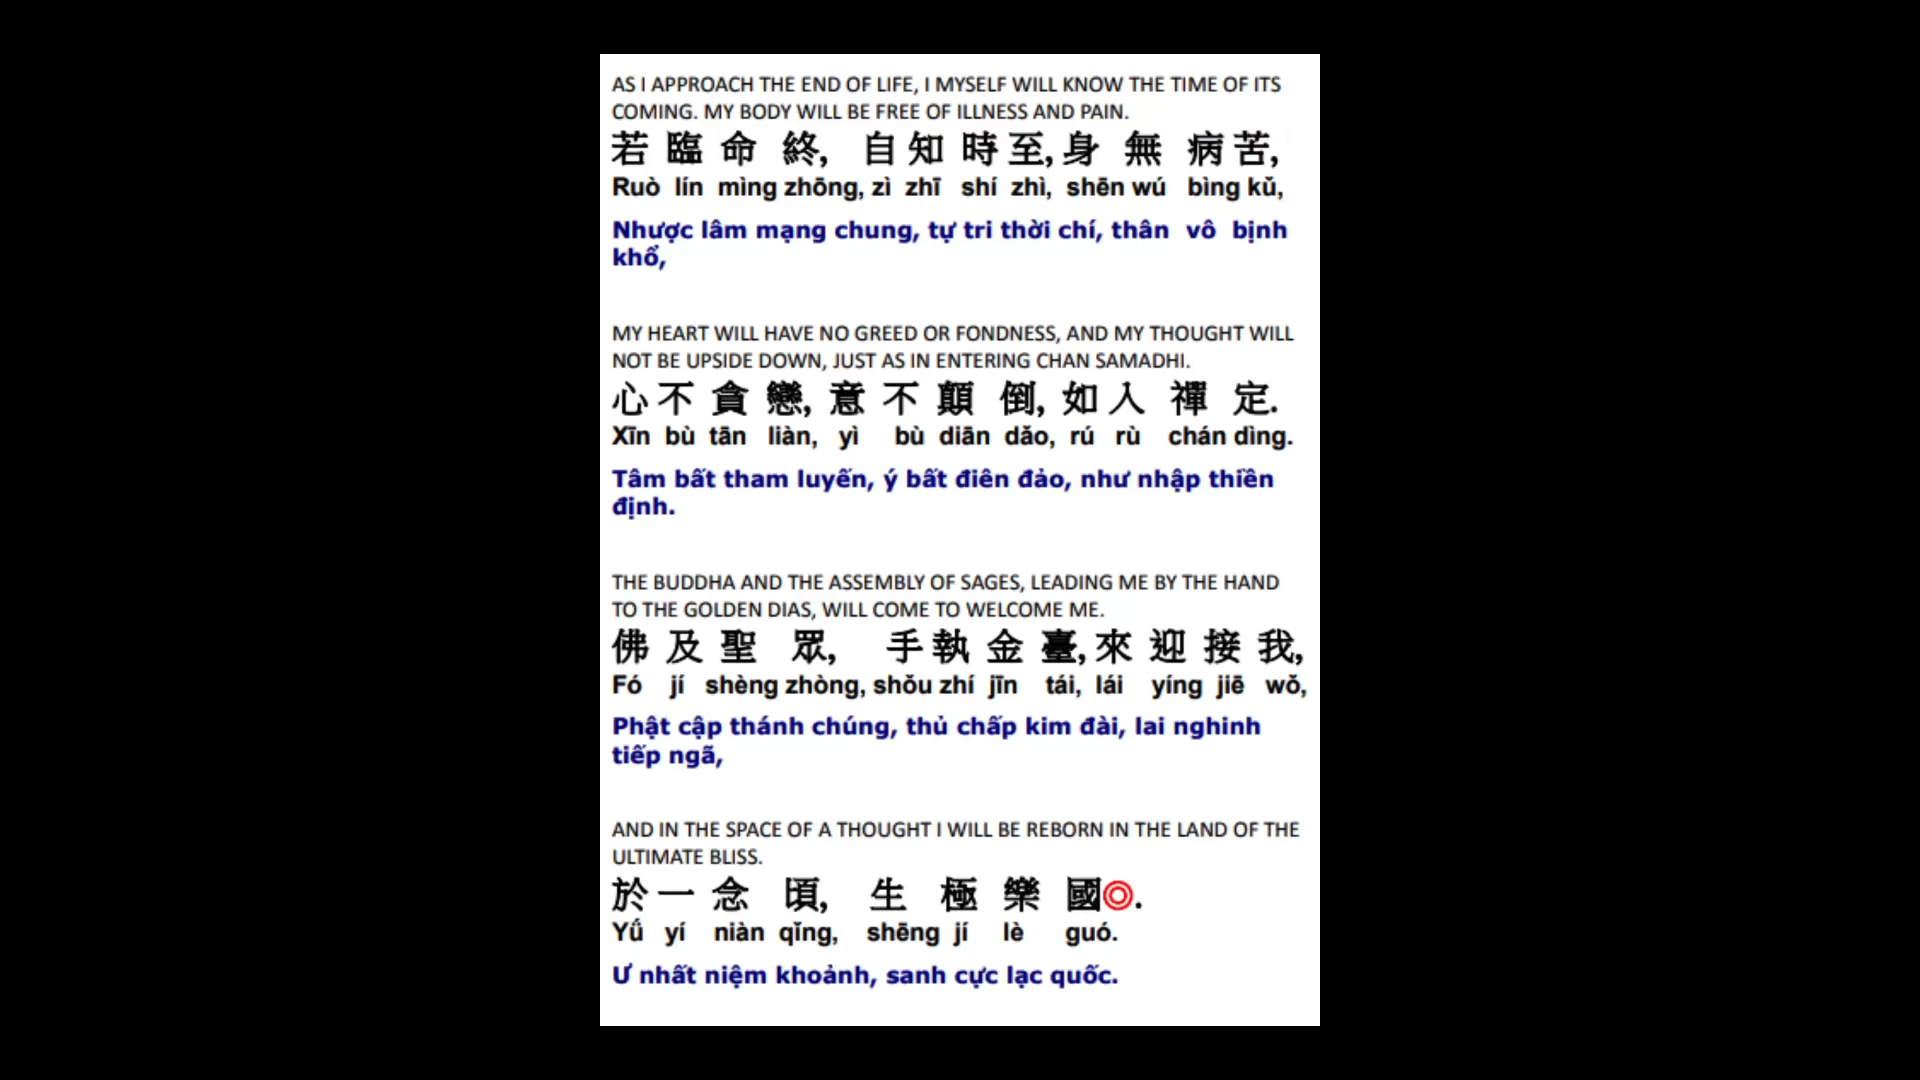 AS I APPROACH THE END OF LIFE, I MYSELF WILL KNOW THE TIME OF ITS
COMING. MY BODY WILL BE FREE OF ILLNESS AND PAIN.
若 臨 命 終, 自 知 時 至, 身 無 病 苦,
Ruò lín mìng zhōng, zì zhī shí zhì, shēn wú bìng kǔ,
Nhược lâm mạng chung, tự tri thời chí, thân vô bịnh
khổ,
MY HEART WILL HAVE NO GREED OR FONDNESS, AND MY THOUGHT WILL
NOT BE UPSIDE DOWN, JUST AS IN ENTERING CHAN SAMADHI.
心 不 貪 戀, 意 不 顛 倒, 如 入 禪 定.
Xīn bù tān liàn, yì bù diān dǎo, rú rù chán dìng.
Tâm bất tham luyến, ý bất điên đảo, như nhập thiền
định.
THE BUDDHA AND THE ASSEMBLY OF SAGES, LEADING ME BY THE HAND
TO THE GOLDEN DIAS, WILL COME TO WELCOME ME.
佛 及 聖 眾, 手 執 金 臺, 來 迎 接 我,
Fó jí shèng zhòng, shǒu zhí jīn tái, lái yíng jiē wǒ,
Phật cập thánh chúng, thủ chấp kim đài, lai nghinh
tiếp ngã,
AND IN THE SPACE OF A THOUGHT I WILL BE REBORN IN THE LAND OF THE
ULTIMATE BLISS.
於 一 念 頃, 生 極 樂 國◎.
Yǘ yí niàn qǐng, shēng jí lè guó.
Ư nhất niệm khoảnh, sanh cực lạc quốc.